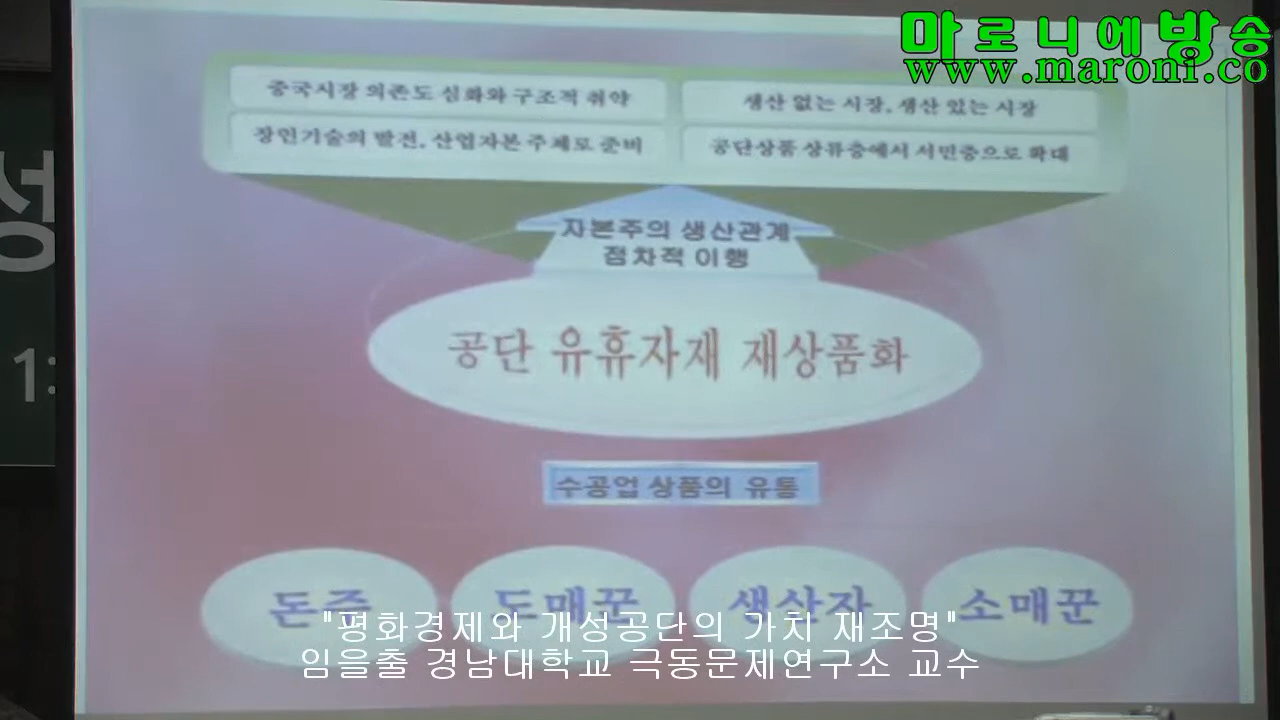 마로니에방송
www.maroni.co
중국시장 의존도 심화와 구조적 취약
생산 없는 시장, 생산 있는 시장
장인기술의 발전, 산업자본 주체로 준비
공단상품 상류층에서 서민층으로 확대
성
자본주의 생산관계
점차적 이행
1:
공단 유휴자재 재상품화
수공업 상품의 유통
돈주
도매꾼
생산자
소매꾼
"평화경제와 개성공단의 가치 재조명"
임을출 경남대학교 극동문제연구소 교수